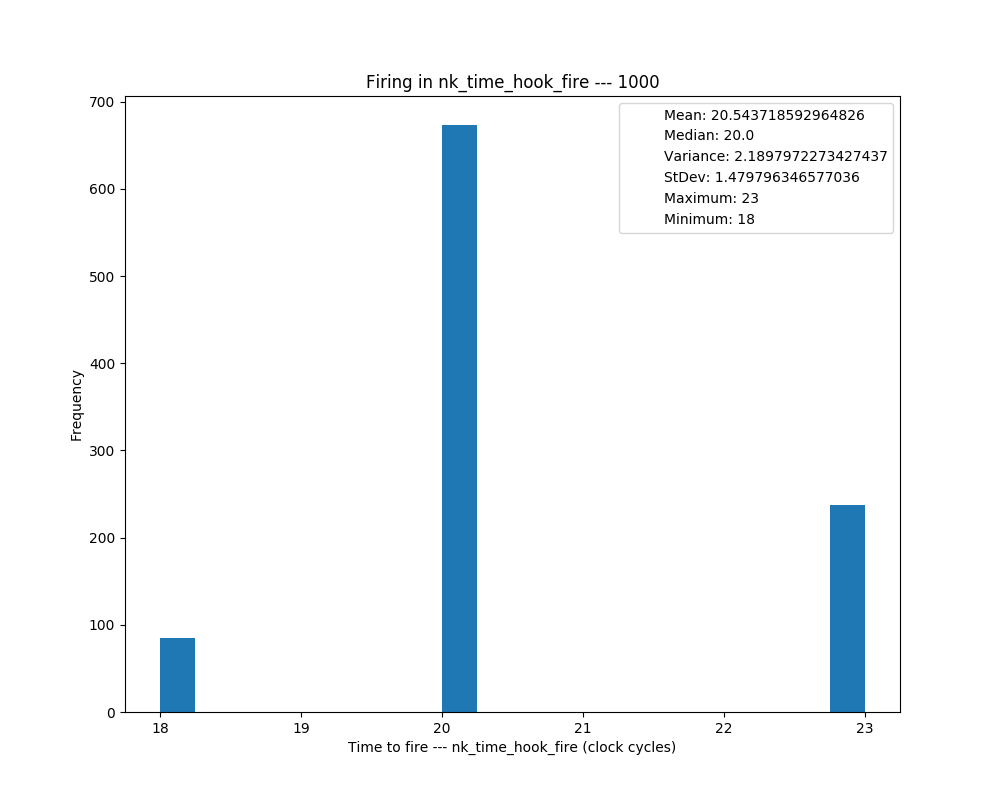 Firing in nk_time_hook_fire --- 1000
Mean: 20.543718592964826
Median: 20.0
Variance: 2.1897972273427437
StDev: 1.479796346577036
Maximum: 23
Minimum: 18
700
600
500
400
300
200
100
0
Frequency
18 19 20 21 22 23
Time to fire --- nk_time_hook_fire (clock cycles)